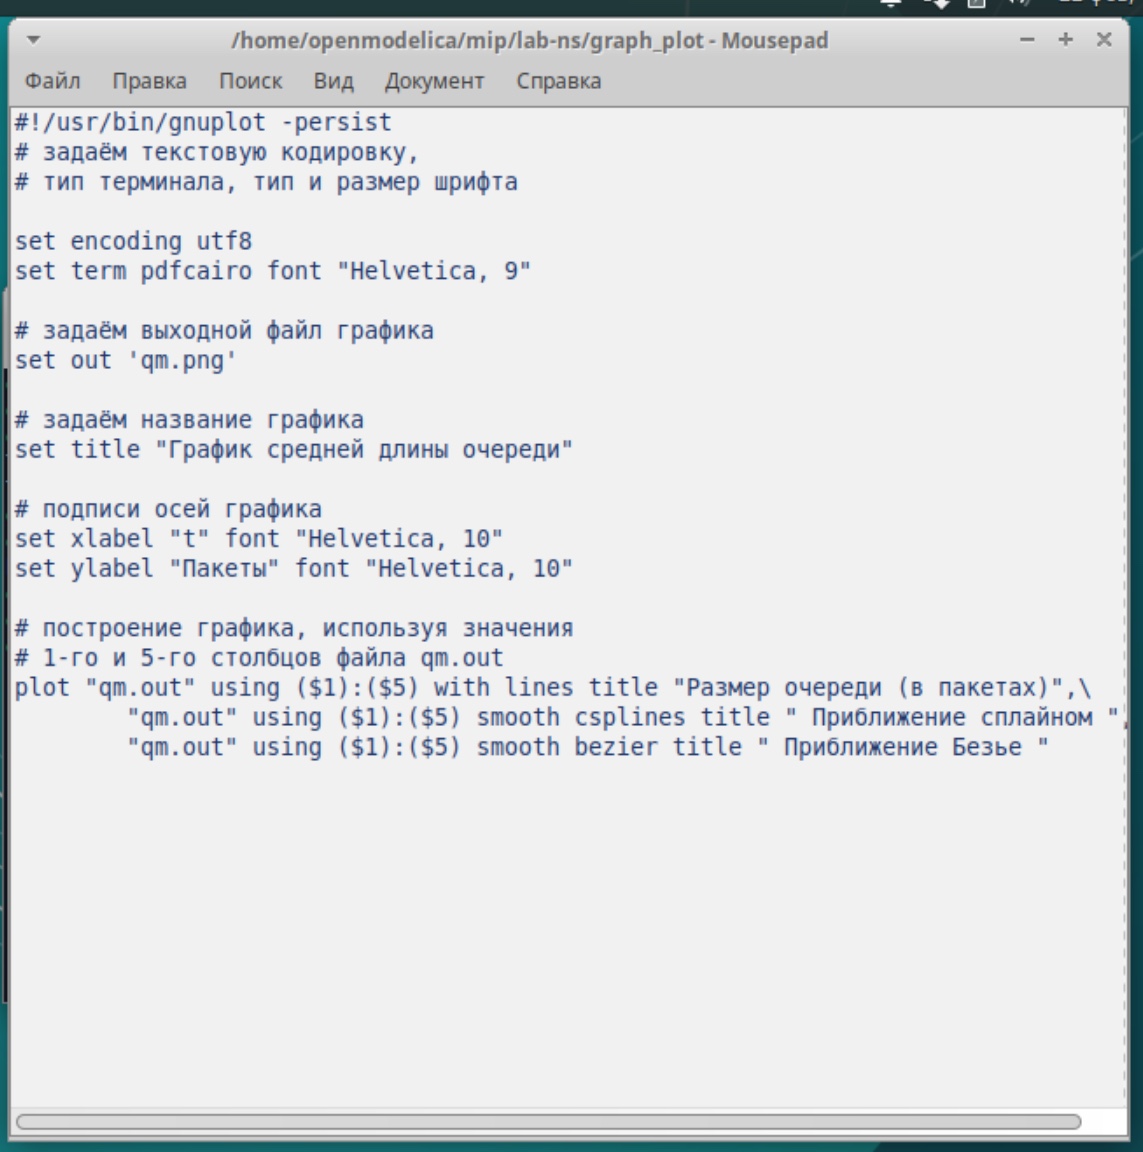 /home/openmodelica/mip/lab-ns/graph_plot - Mousepad
Файл Правка Поиск Вид Документ Справка
#!/usr/bin/gnuplot -persist
# задаём текстовую кодировку,
# тип терминала, тип и размер шрифта
set encoding utf8
set term pdfcairo font "Helvetica, 9"
# задаём выходной файл графика
set out 'qm.png'
# задаём название графика
set title "График средней длины очереди"
# подписи осей графика
set xlabel "t" font "Helvetica, 10"
set ylabel "Пакеты" font "Helvetica, 10"
# построение графика, используя значения
# 1-го и 5-го столбцов файла qm.out
plot "qm.out" using ($1):($5) with lines title "Размер очереди (в пакетах)",\
"qm.out" using ($1):($5) smooth csplines title " Приближение сплайном ",
"qm.out" using ($1):($5) smooth bezier title " Приближение Безье "